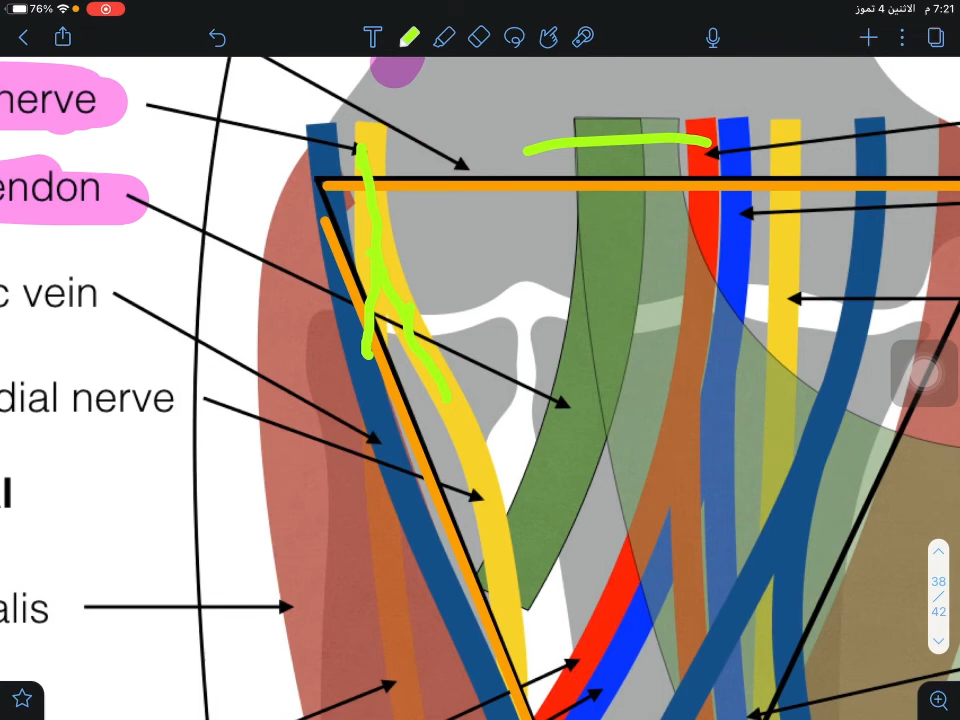 76%
7:21 م الاثنين 4 تموز
nerve
endon
c vein
dial nerve
l
alis
38
/
42